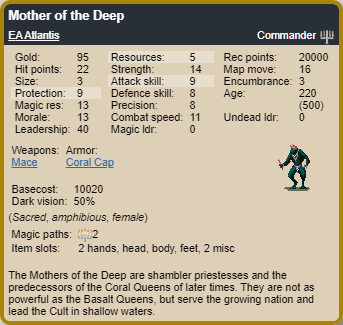 Mother of the Deep
EA Atlantis Commander
Gold: 95 Resources: 5 Rec points: 20000
Hit points: 22 Strength: 14 Map move: 16
Size: 3 Attack skill: 9 Encumbrance: 3
Protection: 9 Defence skill: 8 Age: 220
Magic res: 13 Precision: 8 (500)
Morale: 13 Combat speed: 11 Undead ldr: 0
Leadership: 40 Magic ldr: 0
Weapons: Armor:
Mace Coral Cap
Basecost: 10020
Dark vision: 50%
(Sacred, amphibious, female)
Magic paths: 2
Item slots: 2 hands, head, body, feet, 2 misc
The Mothers of the Deep are shambler priestesses and the
predecessors of the Coral Queens of later times. They are not as
powerful as the Basalt Queens, but serve the growing nation and
lead the Cult in shallow waters.